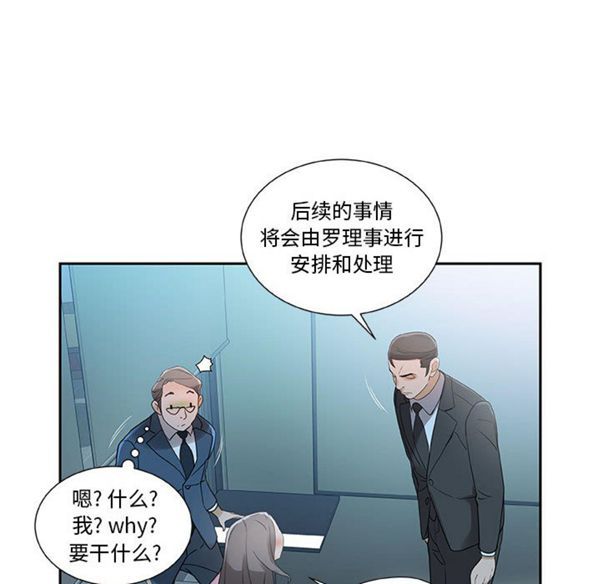 后续的事情
将会由罗理事进行
安排和处理
嗯? 什么?
我? why?
要干什么?